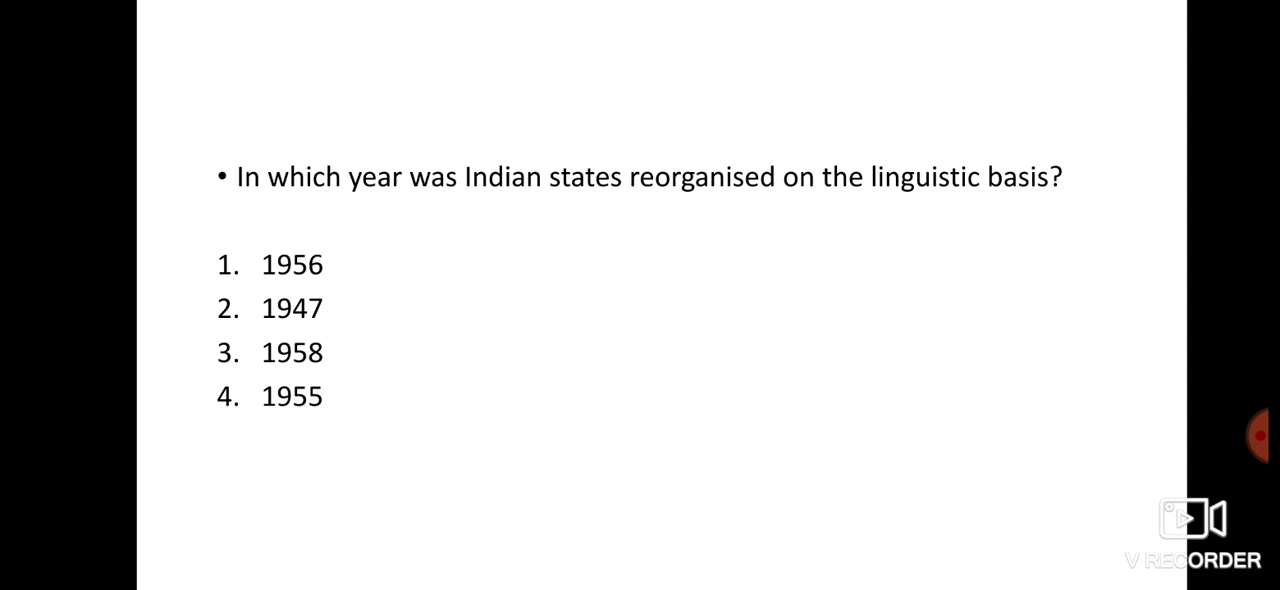 • In which year was Indian states reorganised on the linguistic basis?
1. 1956
2. 1947
3. 1958
4. 1955
V RECORDER